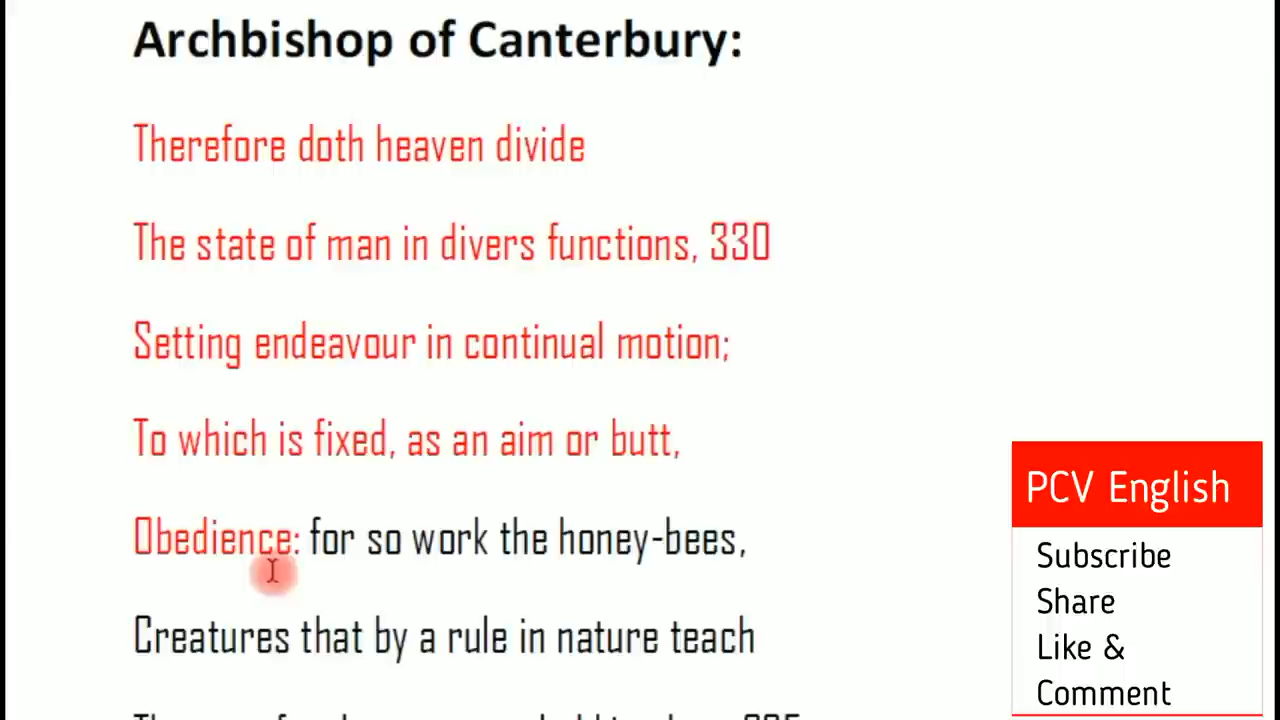 Archbishop of Canterbury:
Therefore doth heaven divide
The state of man in divers functions, 330
Setting endeavour in continual motion;
To which is fixed, as an aim or butt,
Obedience: for so work the honey-bees,
Creatures that by a rule in nature teach
PCV English
Subscribe
Share
Like &
Comment